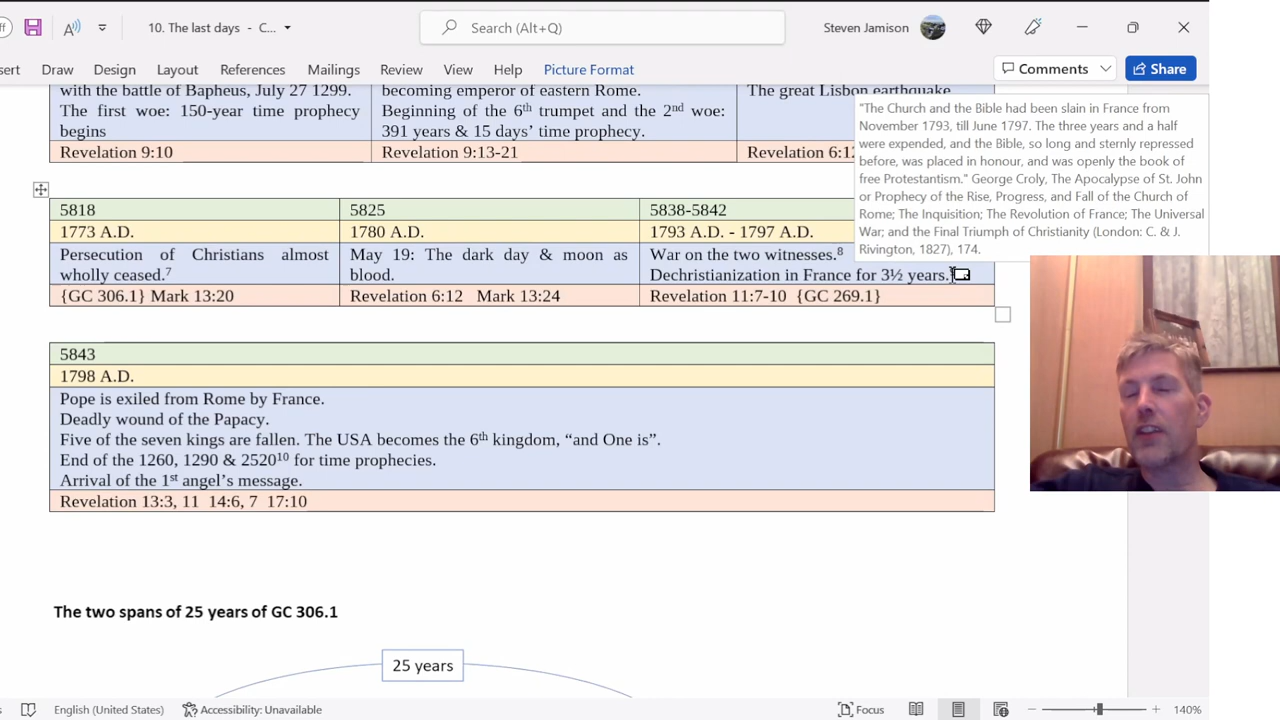 ff
10. The last days - C...
Search (Alt+Q)
Steven Jamison
sert Draw Design Layout References Mailings Review View Help Picture Format
Comments
Share
with the battle of Bapheus, July 27 1299.
The first woe: 150-year time prophecy
begins
Revelation 9:10
becoming emperor of eastern Rome.
Beginning of the 6th trumpet and the 2nd woe:
391 years & 15 days' time prophecy.
Revelation 9:13-21
The great Lisbon earthquake
Revelation 6:12
"The Church and the Bible had been slain in France from
November 1793, till June 1797. The three years and a half
were expended, and the Bible, so long and sternly repressed
before, was placed in honour, and was openly the book of
free Protestantism." George Croly, The Apocalypse of St. John
or Prophecy of the Rise, Progress, and Fall of the Church of
Rome; The Inquisition; The Revolution of France; The Universal
War; and the Final Triumph of Christianity (London: C. & J.
Rivington, 1827), 174.
5818
1773 A.D.
Persecution of Christians almost
wholly ceased.7
{GC 306.1} Mark 13:20
5825
1780 A.D.
May 19: The dark day & moon as
blood.
Revelation 6:12 Mark 13:24
5838-5842
1793 A.D. - 1797 A.D.
War on the two witnesses.8
Dechristianization in France for 3½ years.
Revelation 11:7-10 {GC 269.1}
5843
1798 A.D.
Pope is exiled from Rome by France.
Deadly wound of the Papacy.
Five of the seven kings are fallen. The USA becomes the 6th kingdom, “and One is”.
End of the 1260, 1290 & 252010 for time prophecies.
Arrival of the 1st angel's message.
Revelation 13:3, 11 14:6, 7 17:10
The two spans of 25 years of GC 306.1
25 years
English (United States)
Accessibility: Unavailable
Focus
140%